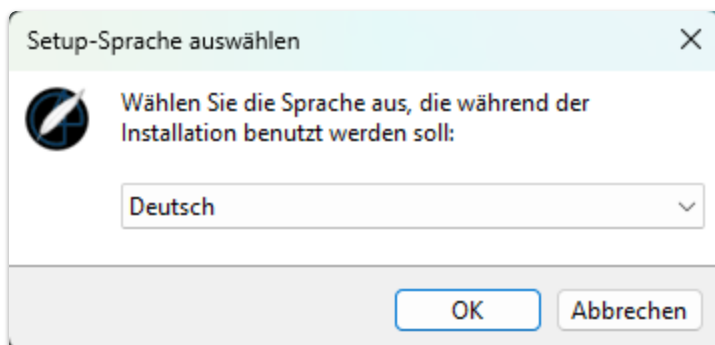 Setup-Sprache auswählen
Wählen Sie die Sprache aus, die während der
Installation benutzt werden soll:
Deutsch
OK
Abbrechen